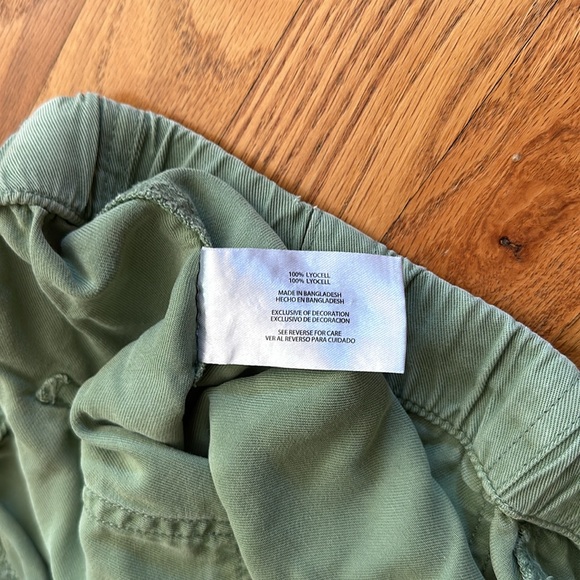 100% LYOCELL
100% LYOCELL
MADE IN BANGLADESH
HECHO EN BANGLADESH
EXCLUSIVE OF DECORATION
EXCLUSIVO DE DECORACION
SEE REVERSE FOR CARE
VER AL REVERSO PARA CUIDADO